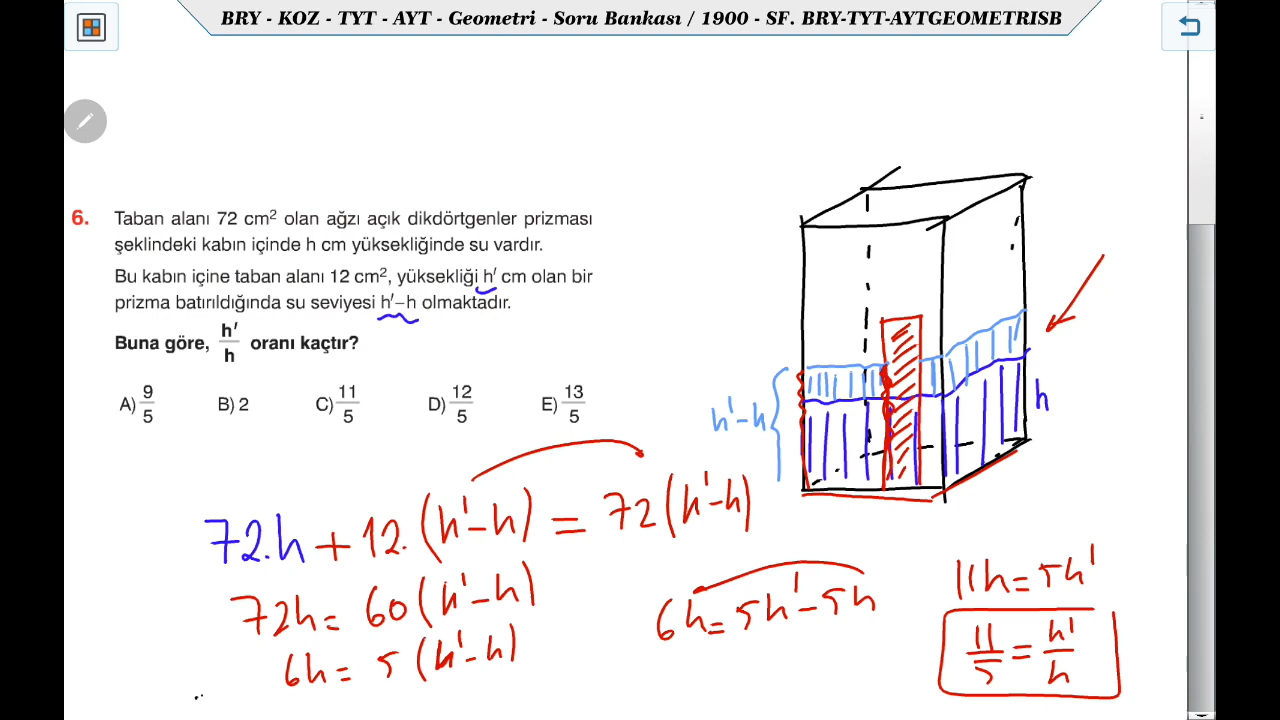 BRY - KOZ - TYT - AYT - Geometri - Soru Bankası / 1900 - SF. BRY-TYT-AYTGEOMETRISB
6. Taban alanı 72 cm² olan ağzı açık dikdörtgenler prizması
şeklindeki kabın içinde h cm yüksekliğinde su vardır.
Bu kabın içine taban alanı 12 cm², yüksekliği h′ cm olan bir
prizma batırıldığında su seviyesi h′–h olmaktadır.
Buna göre, h′/h oranı kaçtır?
A) 9/5 B) 2 C) 11/5 D) 12/5 E) 13/5
h'-h
h
72.h + 12.(h'-h) = 72(h'-h)
72h = 60(h'-h)
6h = 5(h'-h)
6h = 5h'-5h
11h = 5h'
11/5 = h'/h